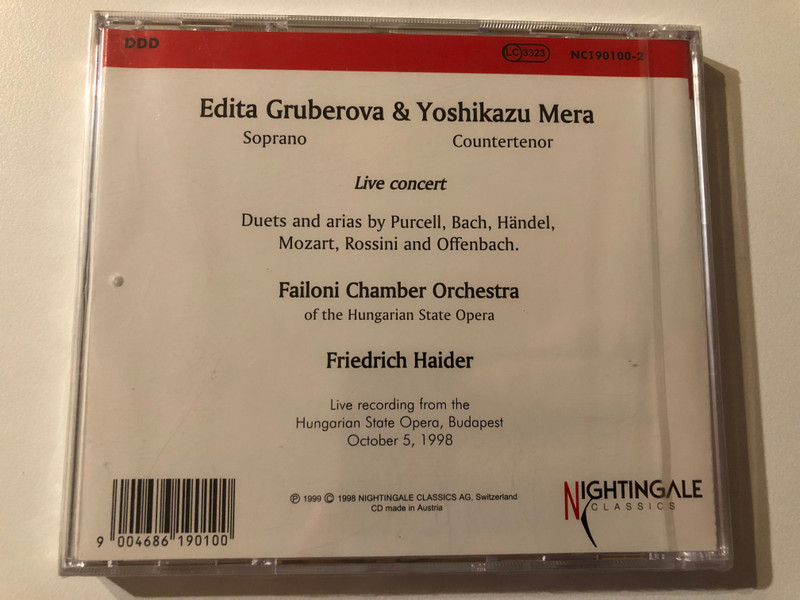 DDD
LC 3323
NC190100-2
Edita Gruberova & Yoshikazu Mera
Soprano Countertenor
Live concert
Duets and arias by Purcell, Bach, Händel,
Mozart, Rossini and Offenbach.
Failoni Chamber Orchestra
of the Hungarian State Opera
Friedrich Haider
Live recording from the
Hungarian State Opera, Budapest
October 5, 1998
℗ 1999 © 1998 NIGHTINGALE CLASSICS AG, Switzerland
CD made in Austria
9 004686 190100
NIGHTINGALE
CLASSICS